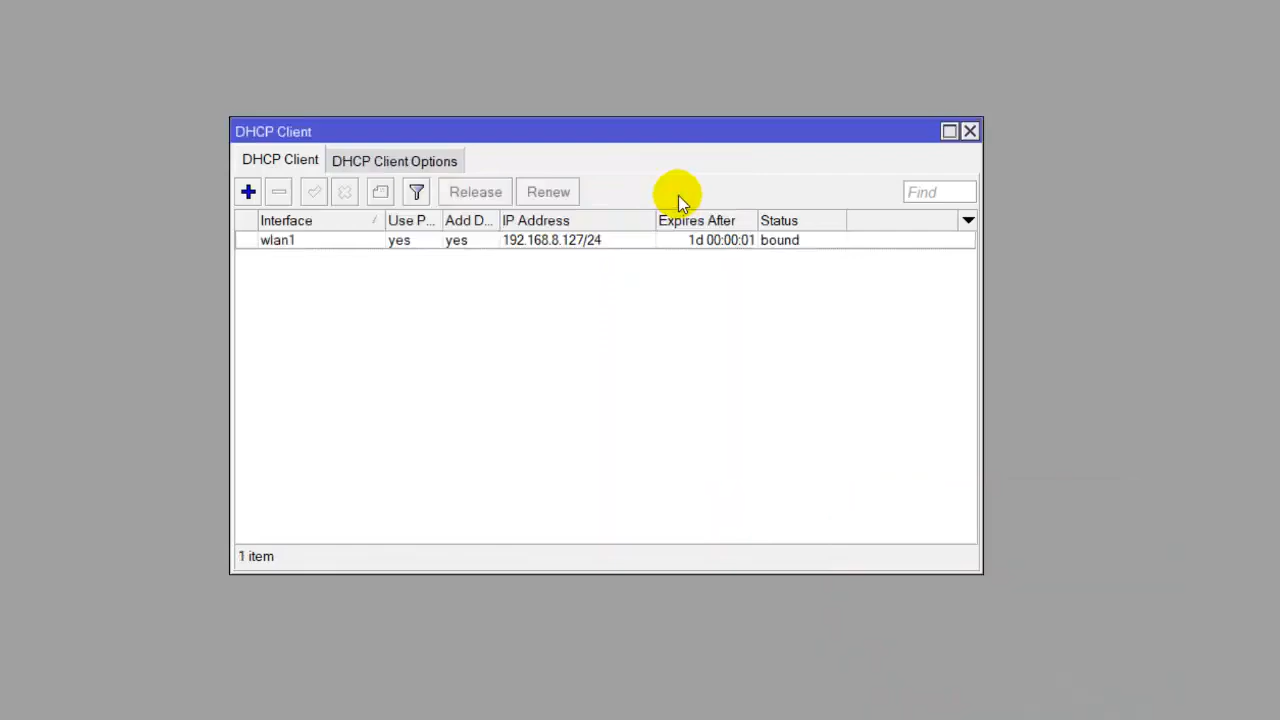 DHCP Client
DHCP Client DHCP Client Options
Release Renew Find
Interface Use P... Add D... IP Address Expires After Status
wlan1 yes yes 192.168.8.127/24 1d 00:00:01 bound
1 item